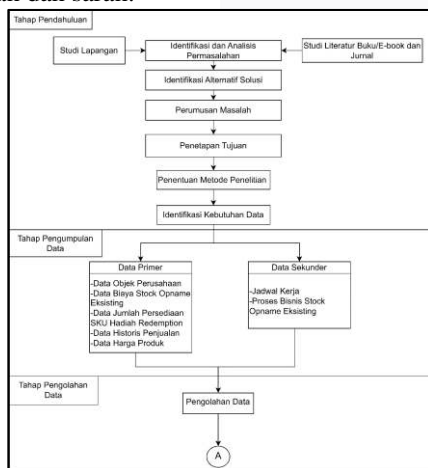 Tahap Pendahuluan
Studi Lapangan
Identifikasi dan Analisis
Permasalahan
Studi Literatur Buku/E-book dan
Jurnal
Identifikasi Alternatif Solusi
Perumusan Masalah
Penetapan Tujuan
Penentuan Metode Penelitian
Identifikasi Kebutuhan Data
Tahap Pengumpulan
Data
Data Primer
-Data Objek Perusahaan
-Data Biaya Stock Opname
Eksisting
-Data Jumlah Persediaan
SKU Hadiah Redemption
-Data Historis Penjualan
-Data Harga Produk
Data Sekunder
-Jadwal Kerja
-Proses Bisnis Stock
Opname Eksisting
Tahap Pengolahan
Data
Pengolahan Data
A